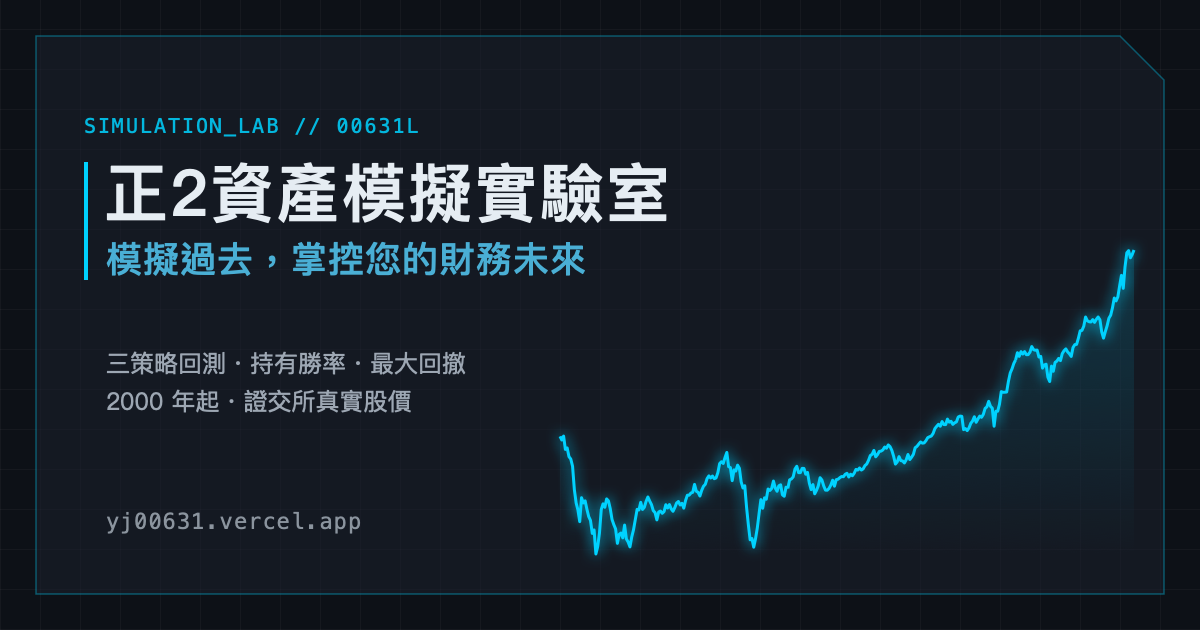 SIMULATION_LAB // 00631L
正2資產模擬實驗室
模擬過去，掌控您的財務未來
三策略回測 · 持有勝率 · 最大回撤
2000 年起 · 證交所真實股價
yj00631.vercel.app